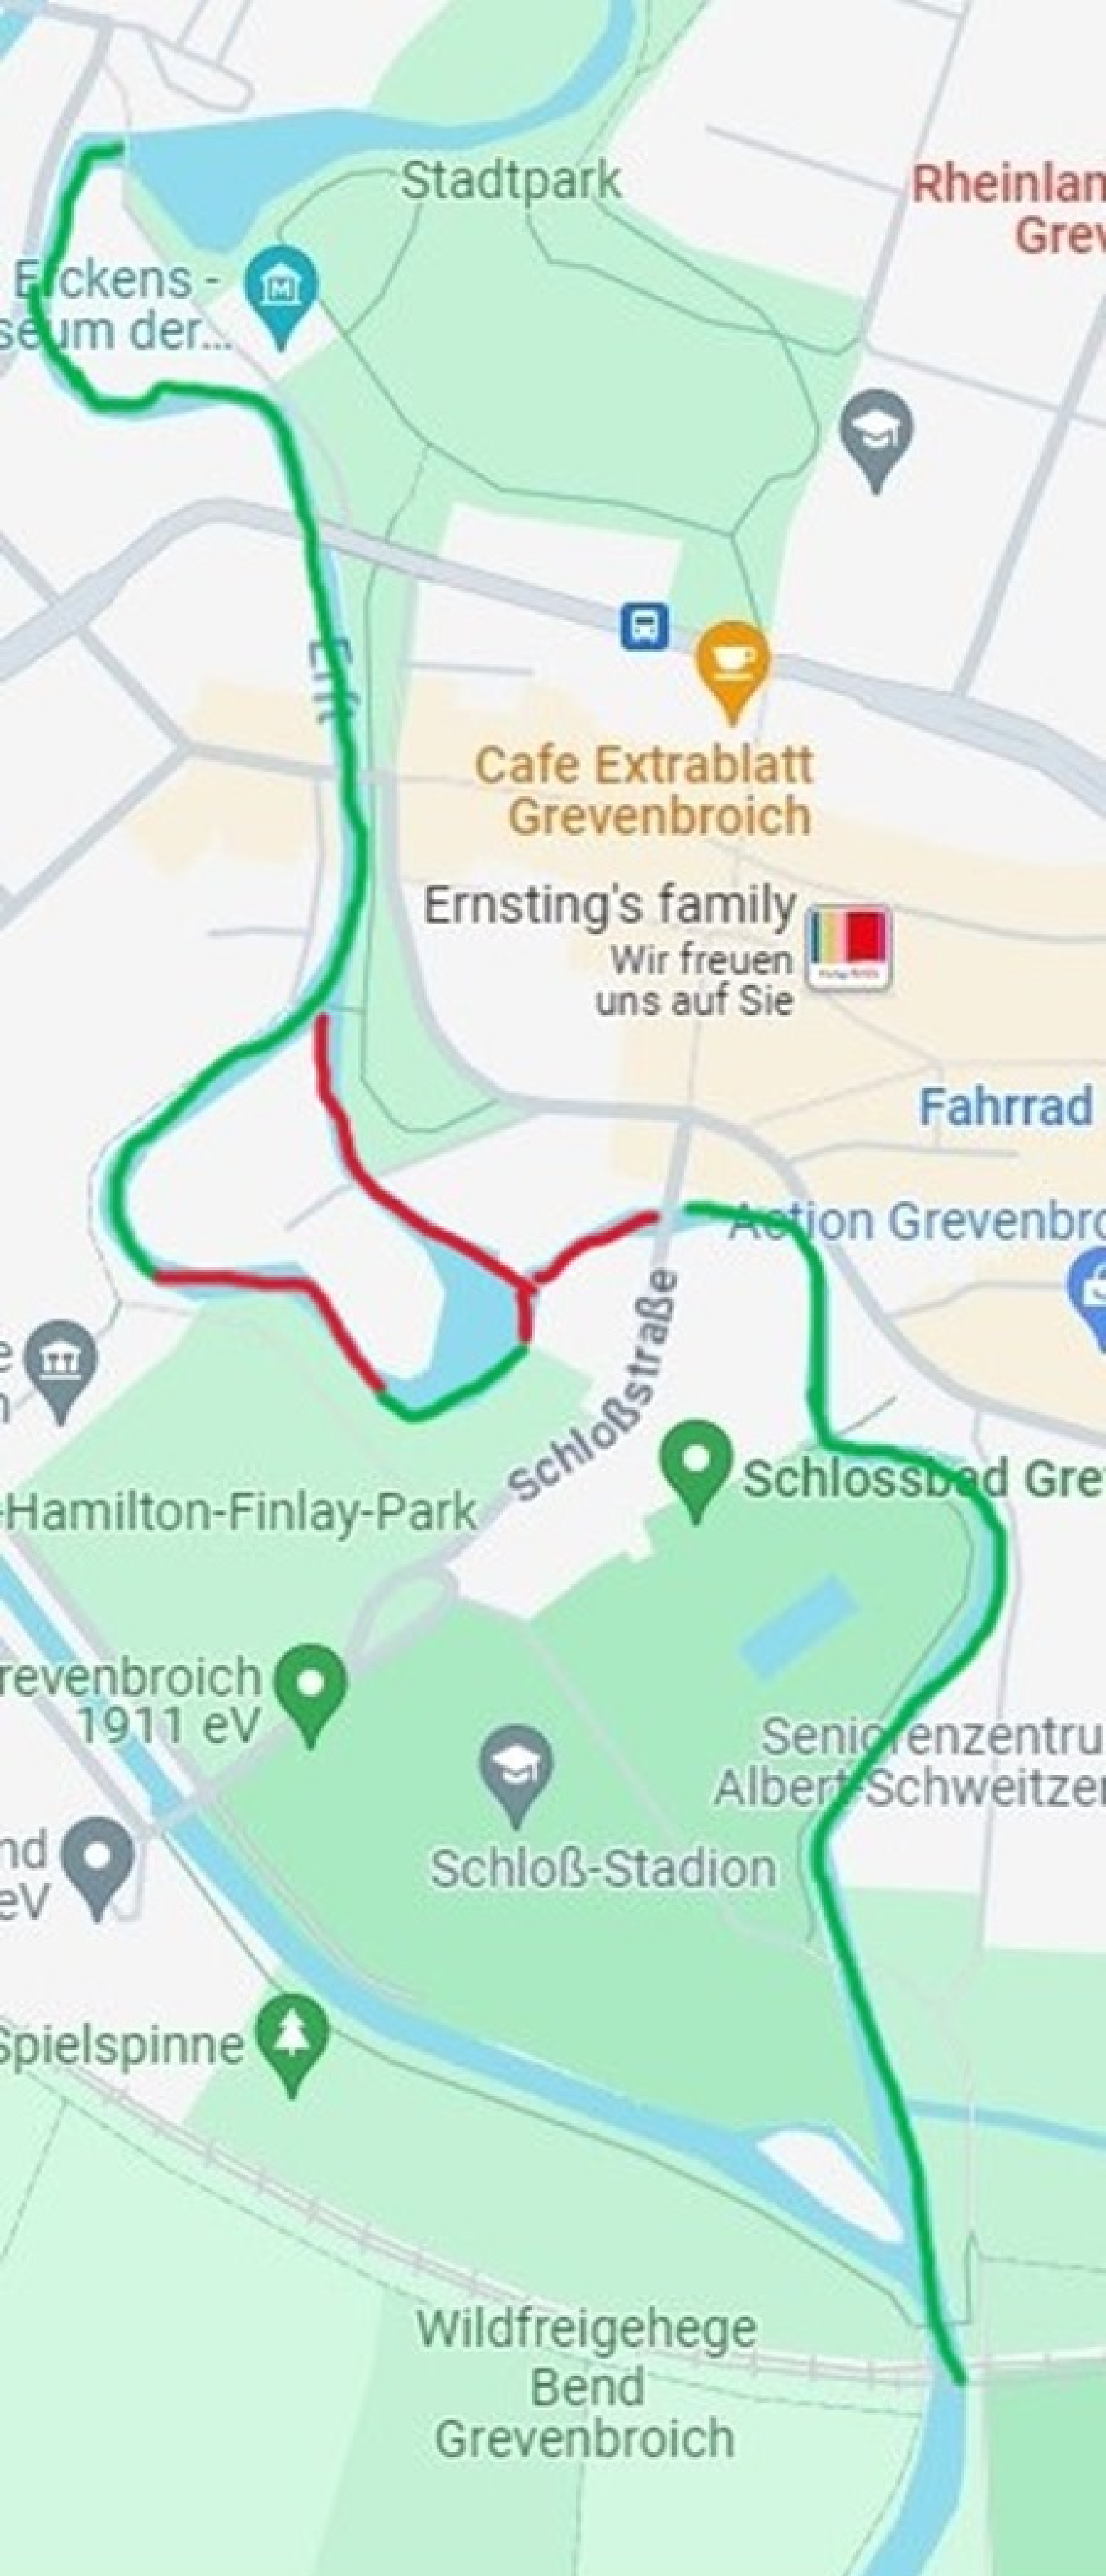 Stadtpark
Rheinlan
Grev
Erckens -
seum der...
Erft
Cafe Extrablatt
Grevenbroich
Ernsting's family
Wir freuen
uns auf Sie
Fahrrad
Action Grevenbro
Schloßstraße
e
n
Schlossbad Gre
-Hamilton-Finlay-Park
revenbroich
1911 eV
Seniorenzentru
Albert-Schweitzer
nd
eV
Schloß-Stadion
Spielspinne
Wildfreigehege
Bend
Grevenbroich